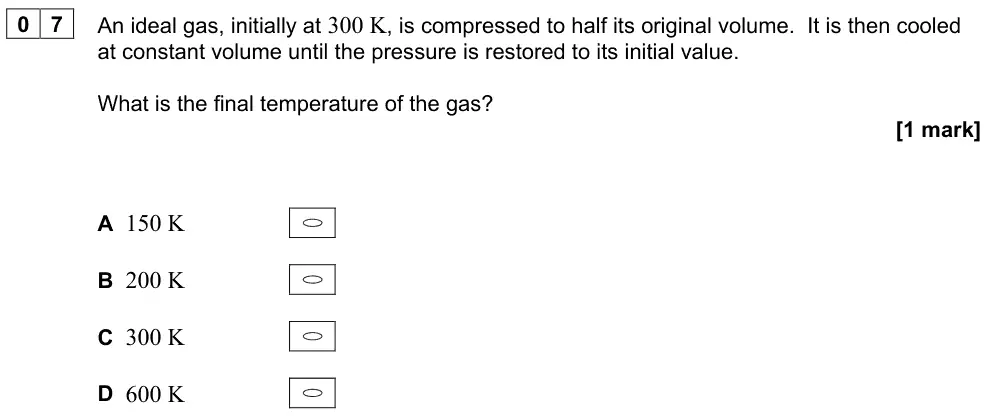 0 7 An ideal gas, initially at 300 K, is compressed to half its original volume. It is then cooled
at constant volume until the pressure is restored to its initial value.
What is the final temperature of the gas?
[1 mark]
A 150 K
B 200 K
C 300 K
D 600 K